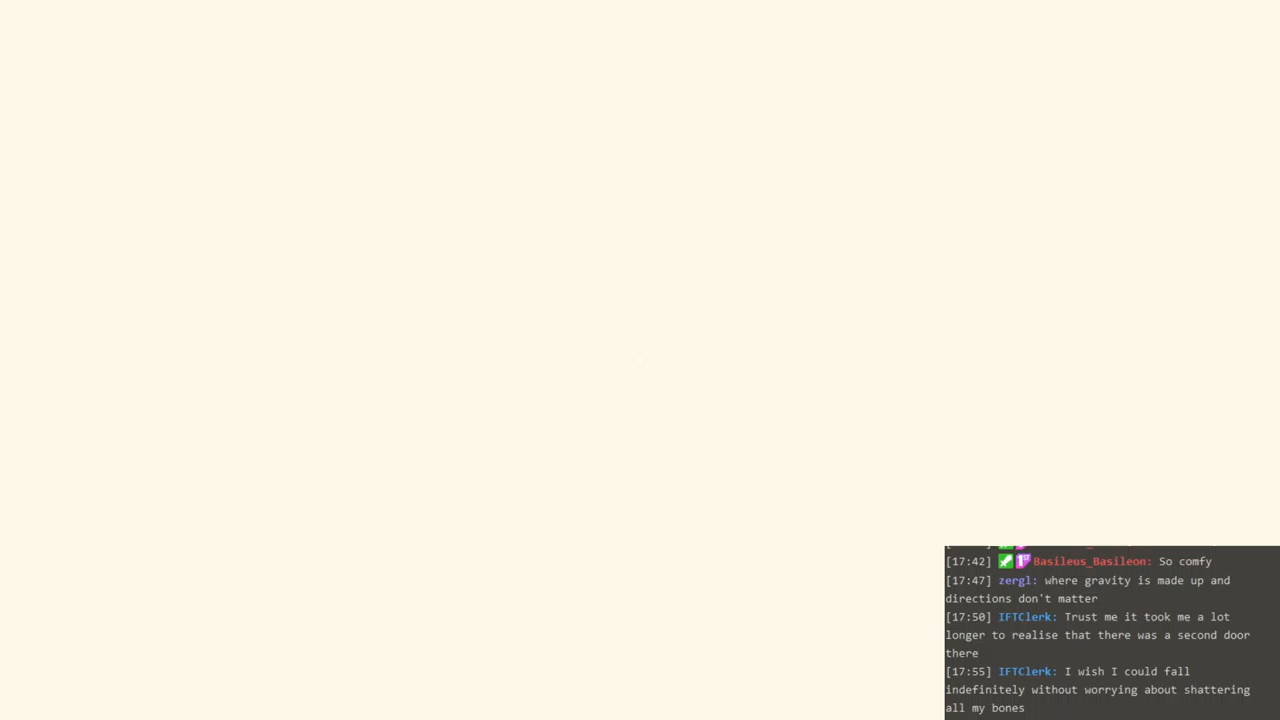 [17:42] Basileus_Basileon: So comfy
[17:47] zergl: where gravity is made up and
directions don't matter
[17:50] IFTClerk: Trust me it took me a lot
longer to realise that there was a second door
there
[17:55] IFTClerk: I wish I could fall
indefinitely without worrying about shattering
all my bones